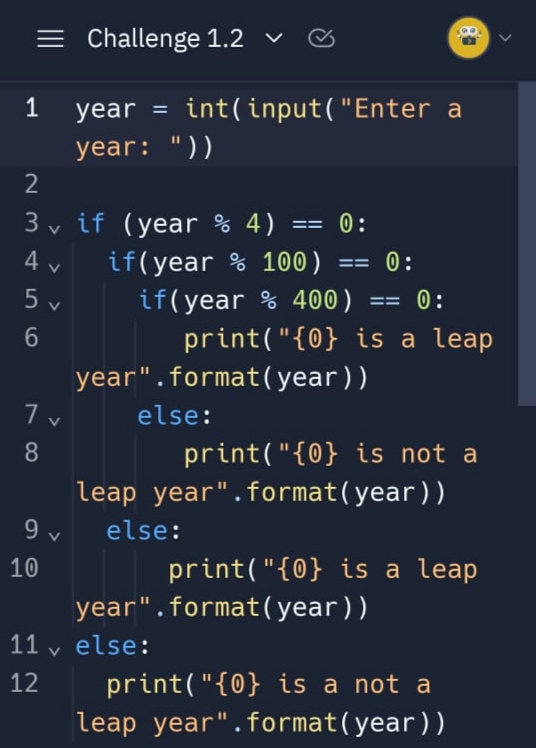 Challenge 1.2
1 year = int(input("Enter a
year: "))
2
3 if (year % 4) == 0:
4 if(year % 100) == 0:
5 if(year % 400) == 0:
6 print("{0} is a leap
year".format(year))
7 else:
8 print("{0} is not a
leap year".format(year))
9 else:
10 print("{0} is a leap
year".format(year))
11 else:
12 print("{0} is a not a
leap year".format(year))